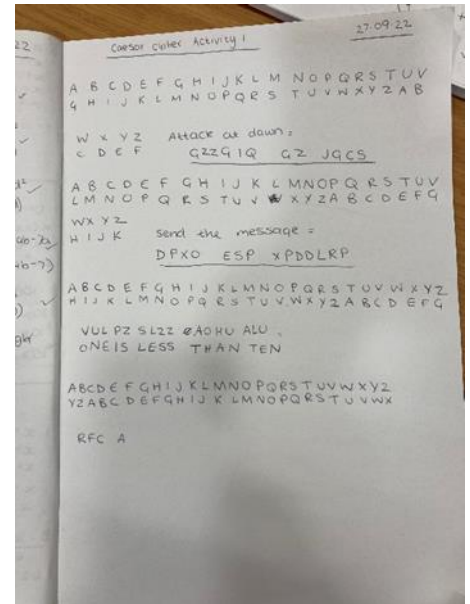 27.09.22
Caesar cipher Activity 1
A B C D E F G H I J K L M N O P Q R S T U V
G H I J K L M N O P Q R S T U V W X Y Z A B
W X Y Z Attack at dawn =
C D E F GZZGIQ GZ JGCS
A B C D E F G H I J K L M N O P Q R S T U V
L M N O P Q R S T U V W X Y Z A B C D E F G
W X Y Z
H I J K send the message =
DPXO ESP XPDDLRP
A B C D E F G H I J K L M N O P Q R S T U V W X Y Z
H I J K L M N O P Q R S T U V W X Y Z A B C D E F G
VUL PZ SLZZ AOHU ALU
ONE IS LESS THAN TEN
A B C D E F G H I J K L M N O P Q R S T U V W X Y Z
Y Z A B C D E F G H I J K L M N O P Q R S T U V W X
RFC A
22